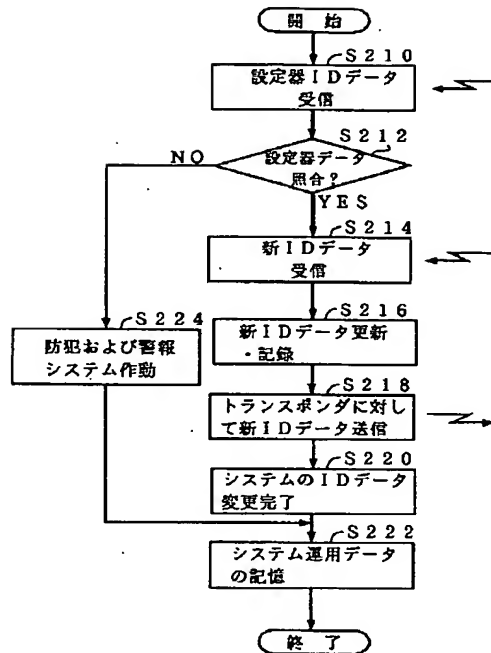 開 始
S210
設定器IDデータ
受信
S212
設定器データ
照合?
NO
YES
S214
新IDデータ
受信
S216
新IDデータ更新
・記録
S224
防犯および警報
システム作動
S218
トランスポンダに対し
て新IDデータ送信
S220
システムのIDデータ
変更完了
S222
システム運用データ
の記憶
終 了